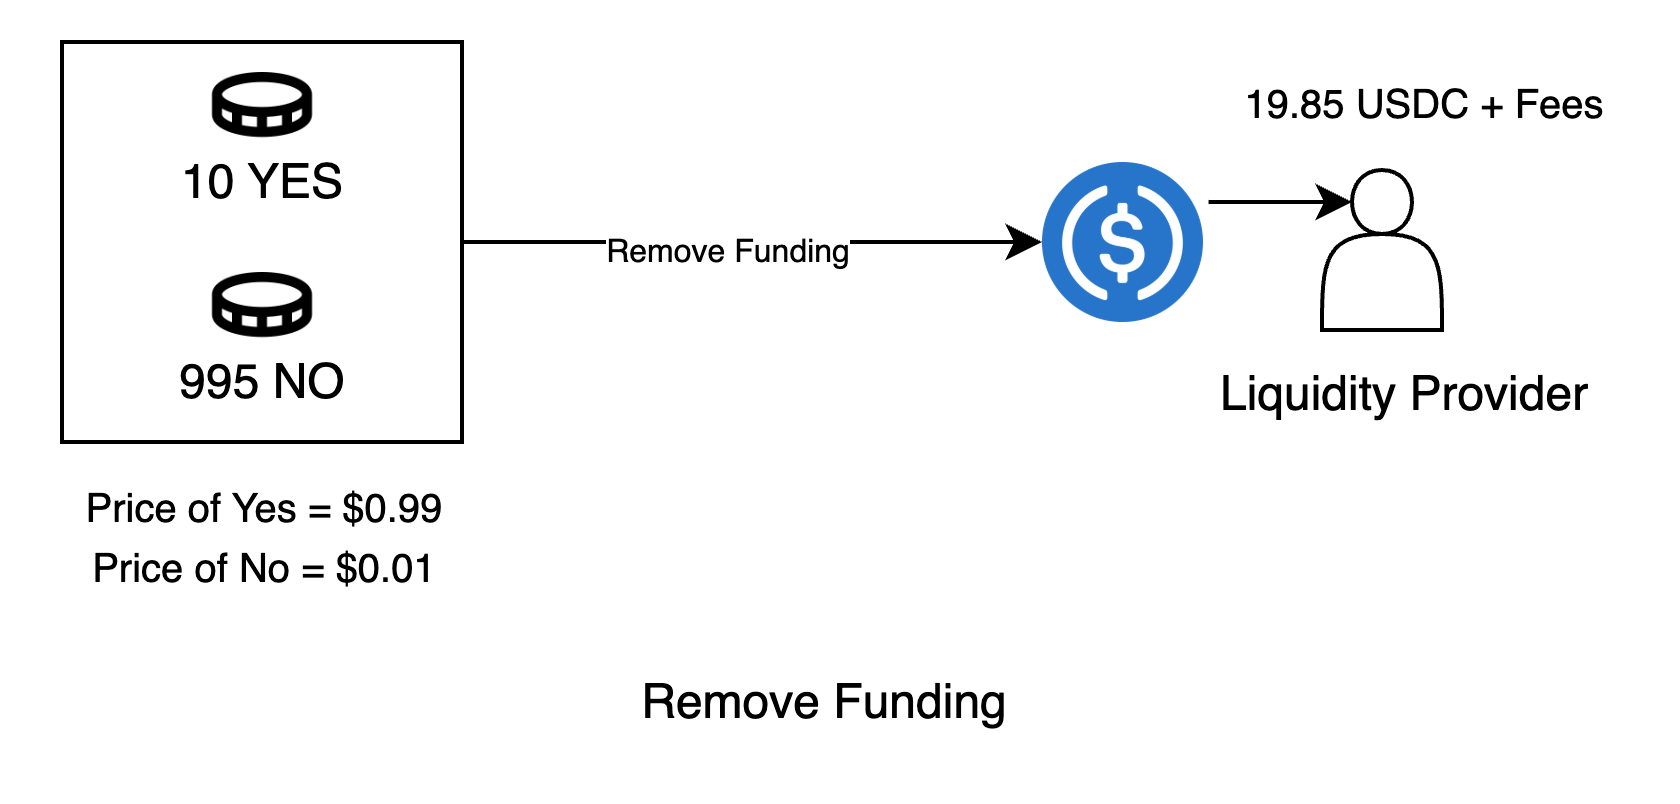 10 YES
995 NO
Price of Yes = $0.99
Price of No = $0.01
Remove Funding
$
19.85 USDC + Fees
Liquidity Provider
Remove Funding